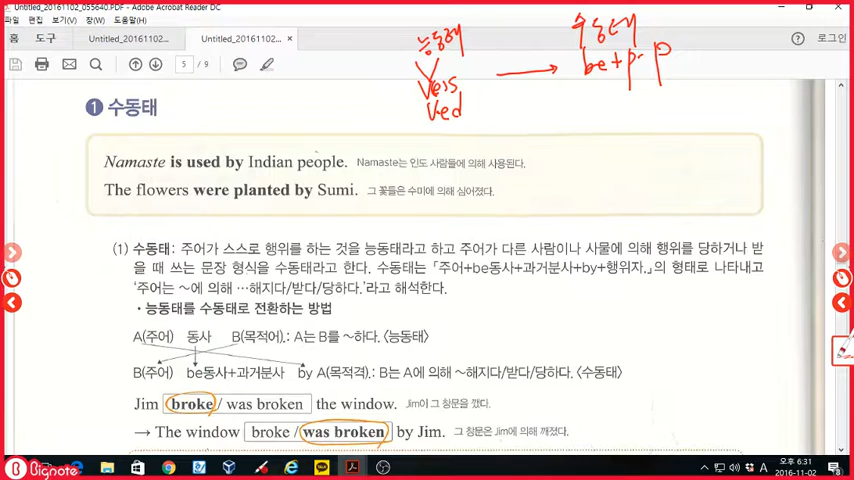 20161102_055640.PDF - Adobe Acrobat Reader DC
파일 편집 보기(V) 창(W) 도움말(H)
홈 도구 20161102_055640.... 20161102_055640.... × ? 로그인
5 / 9
능동태 수동태
Vess → be+p.p
Ved
1 수동태
Namaste is used by Indian people. Namaste는 인도 사람들에 의해 사용된다.
The flowers were planted by Sumi. 그 꽃들은 수미에 의해 심어졌다.
(1) 수동태: 주어가 스스로 행위를 하는 것을 능동태라고 하고 주어가 다른 사람이나 사물에 의해 행위를 당하거나 받
을 때 쓰는 문장 형식을 수동태라고 한다. 수동태는 「주어+be동사+과거분사+by+행위자.」의 형태로 나타내고
‘주어는 ~에 의해 …해지다/받다/당하다.’라고 해석한다.
• 능동태를 수동태로 전환하는 방법
A(주어) 동사 B(목적어).: A는 B를 ~하다. 〈능동태〉
B(주어) be동사+과거분사 by A(목적격).: B는 A에 의해 ~해지다/받다/당하다. 〈수동태〉
Jim broke / was broken the window. Jim이 그 창문을 깼다.
→ The window broke / was broken by Jim. 그 창문은 Jim에 의해 깨졌다.
Bignote
A 오후 6:31
2016-11-02